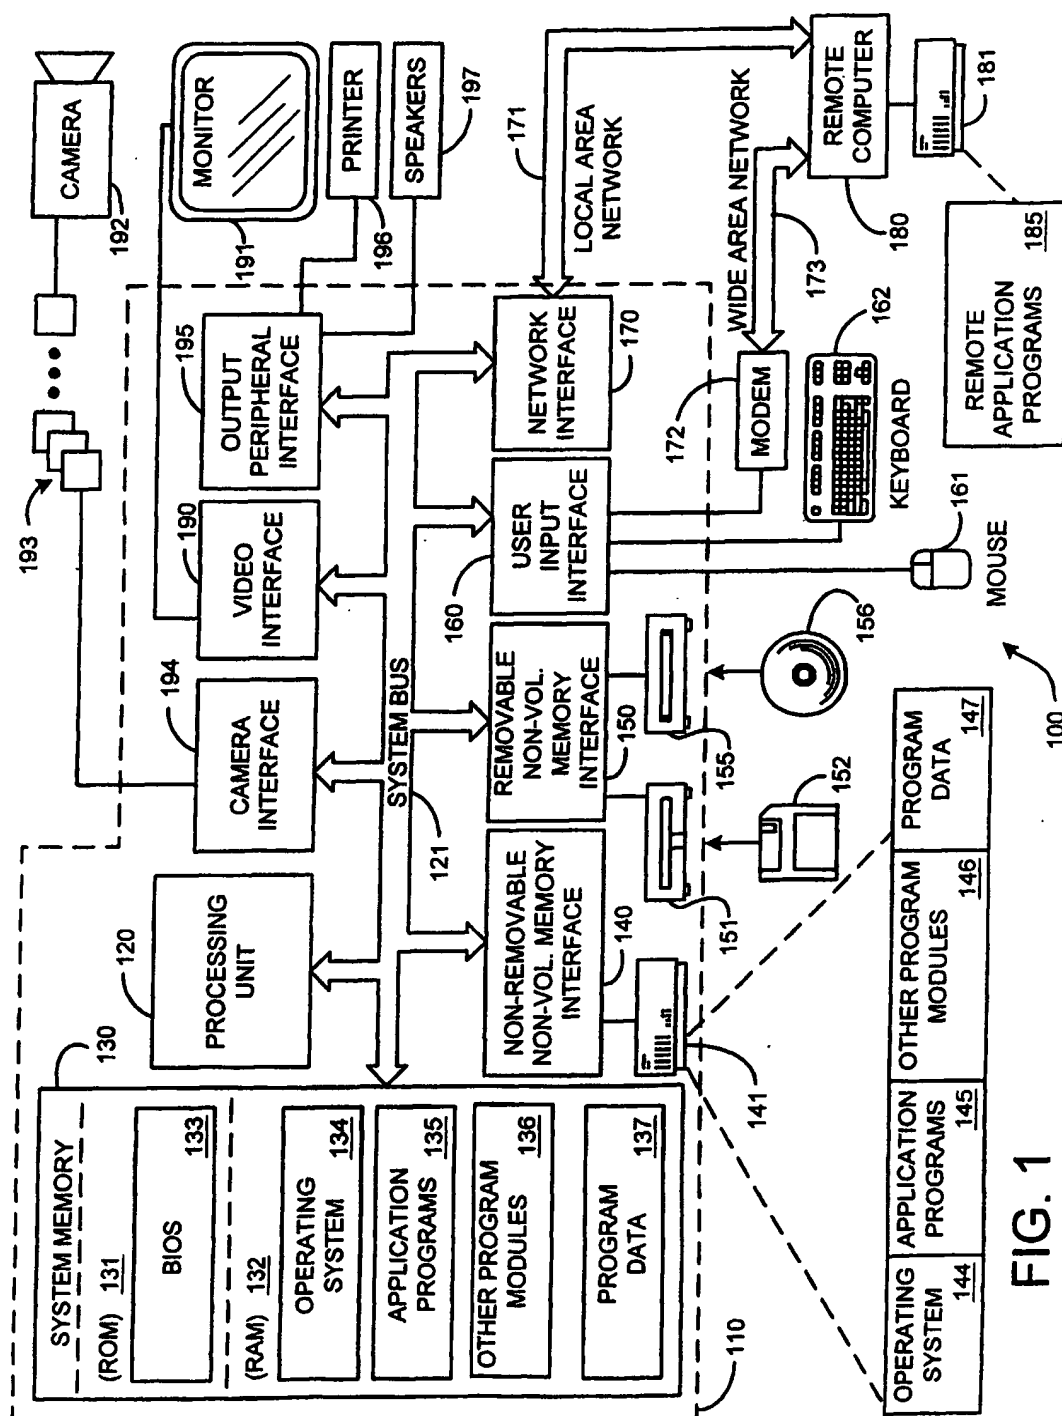 SYSTEM MEMORY
130
(ROM) 131
BIOS
133
(RAM) 132
OPERATING
SYSTEM
134
APPLICATION
PROGRAMS
135
OTHER PROGRAM
MODULES
136
PROGRAM
DATA
137
110
120
PROCESSING
UNIT
194
CAMERA
INTERFACE
190
VIDEO
INTERFACE
195
OUTPUT
PERIPHERAL
INTERFACE
193
192
CAMERA
MONITOR
191
PRINTER
196
SPEAKERS
197
SYSTEM BUS
121
NON-REMOVABLE
NON-VOL. MEMORY
INTERFACE
140
REMOVABLE
NON-VOL.
MEMORY
INTERFACE
150
160
USER
INPUT
INTERFACE
NETWORK
INTERFACE
170
171
LOCAL AREA
NETWORK
141
151
155
152
156
172
MODEM
WIDE AREA NETWORK
173
162
KEYBOARD
161
MOUSE
REMOTE
COMPUTER
180
181
REMOTE
APPLICATION
PROGRAMS
185
OPERATING
SYSTEM
144
APPLICATION
PROGRAMS
145
OTHER PROGRAM
MODULES
146
PROGRAM
DATA
147
100
FIG. 1